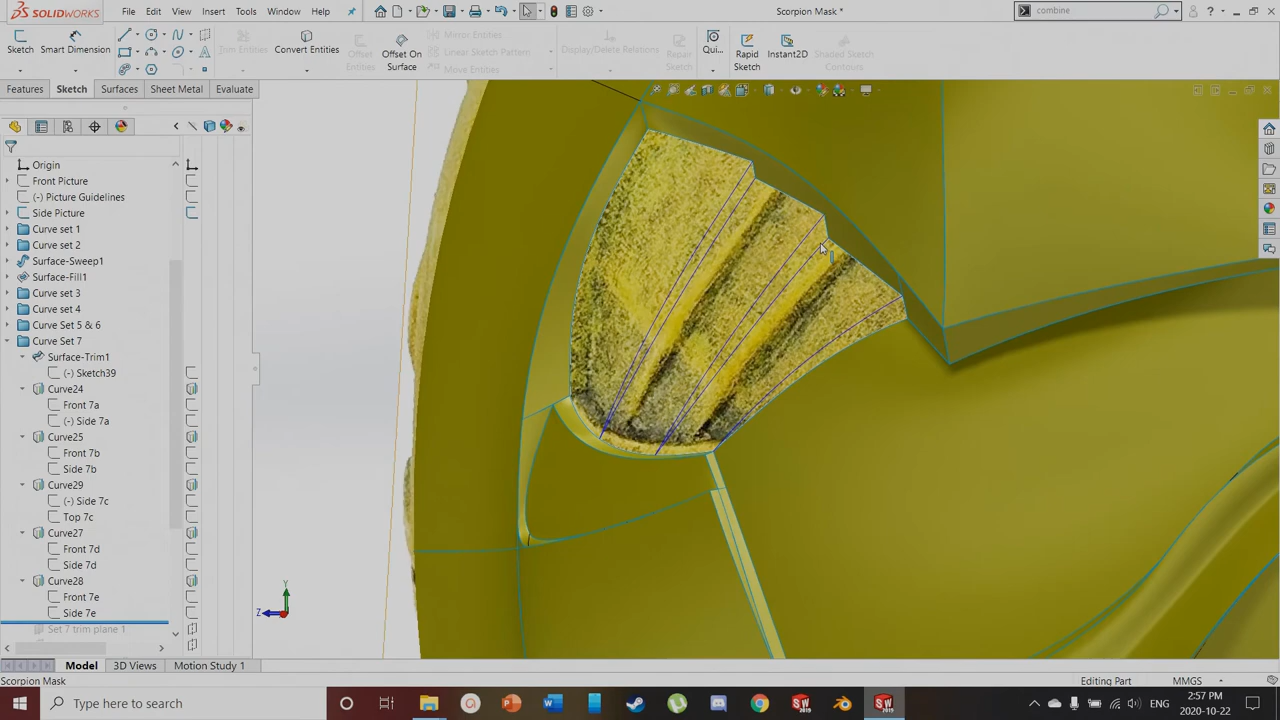 SOLIDWORKS File Edit View Insert Tools Window Help Scorpion Mask * combine
Sketch Smart Dimension Trim Entities Convert Entities Offset Entities Offset On Surface Mirror Entities Linear Sketch Pattern Move Entities Display/Delete Relations Repair Sketch Qui... Rapid Sketch Instant2D Shaded Sketch Contours
Features Sketch Surfaces Sheet Metal Evaluate
Origin
Front Picture
(-) Picture Guidelines
Side Picture
Curve set 1
Curve set 2
Surface-Sweep1
Surface-Fill1
Curve set 3
Curve set 4
Curve Set 5 & 6
Curve Set 7
Surface-Trim1
(-) Sketch39
Curve24
Front 7a
(-) Side 7a
Curve25
Front 7b
Side 7b
Curve29
(-) Side 7c
Top 7c
Curve27
Front 7d
Side 7d
Curve28
Front 7e
Side 7e
Set 7 trim plane 1
Y
Z
Model 3D Views Motion Study 1
Scorpion Mask Editing Part MMGS
Type here to search ENG 2:57 PM
2020-10-22